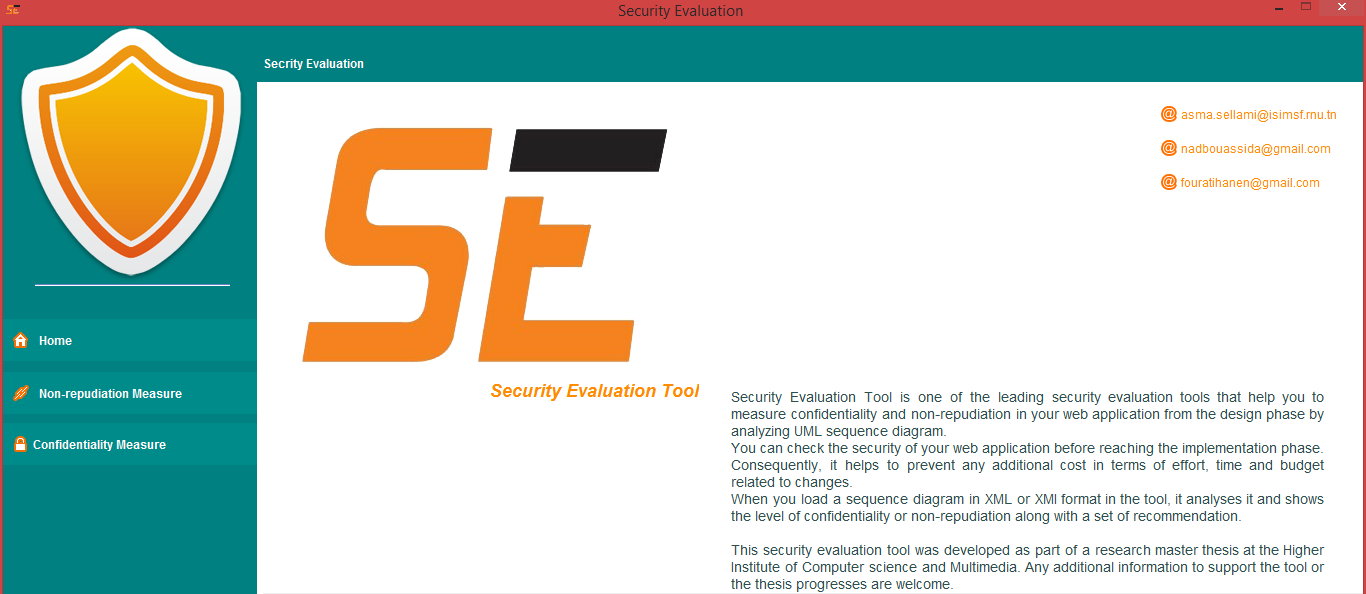 SE
Security Evaluation
Secrity Evaluation
@ asma.sellami@isimsf.rnu.tn
@ nadbouassida@gmail.com
@ fouratihanen@gmail.com
SE
Security Evaluation Tool
Home
Non-repudiation Measure
Confidentiality Measure
Security Evaluation Tool is one of the leading security evaluation tools that help you to
measure confidentiality and non-repudiation in your web application from the design phase by
analyzing UML sequence diagram.
You can check the security of your web application before reaching the implementation phase.
Consequently, it helps to prevent any additional cost in terms of effort, time and budget
related to changes.
When you load a sequence diagram in XML or XMI format in the tool, it analyses it and shows
the level of confidentiality or non-repudiation along with a set of recommendation.
This security evaluation tool was developed as part of a research master thesis at the Higher
Institute of Computer science and Multimedia. Any additional information to support the tool or
the thesis progresses are welcome.